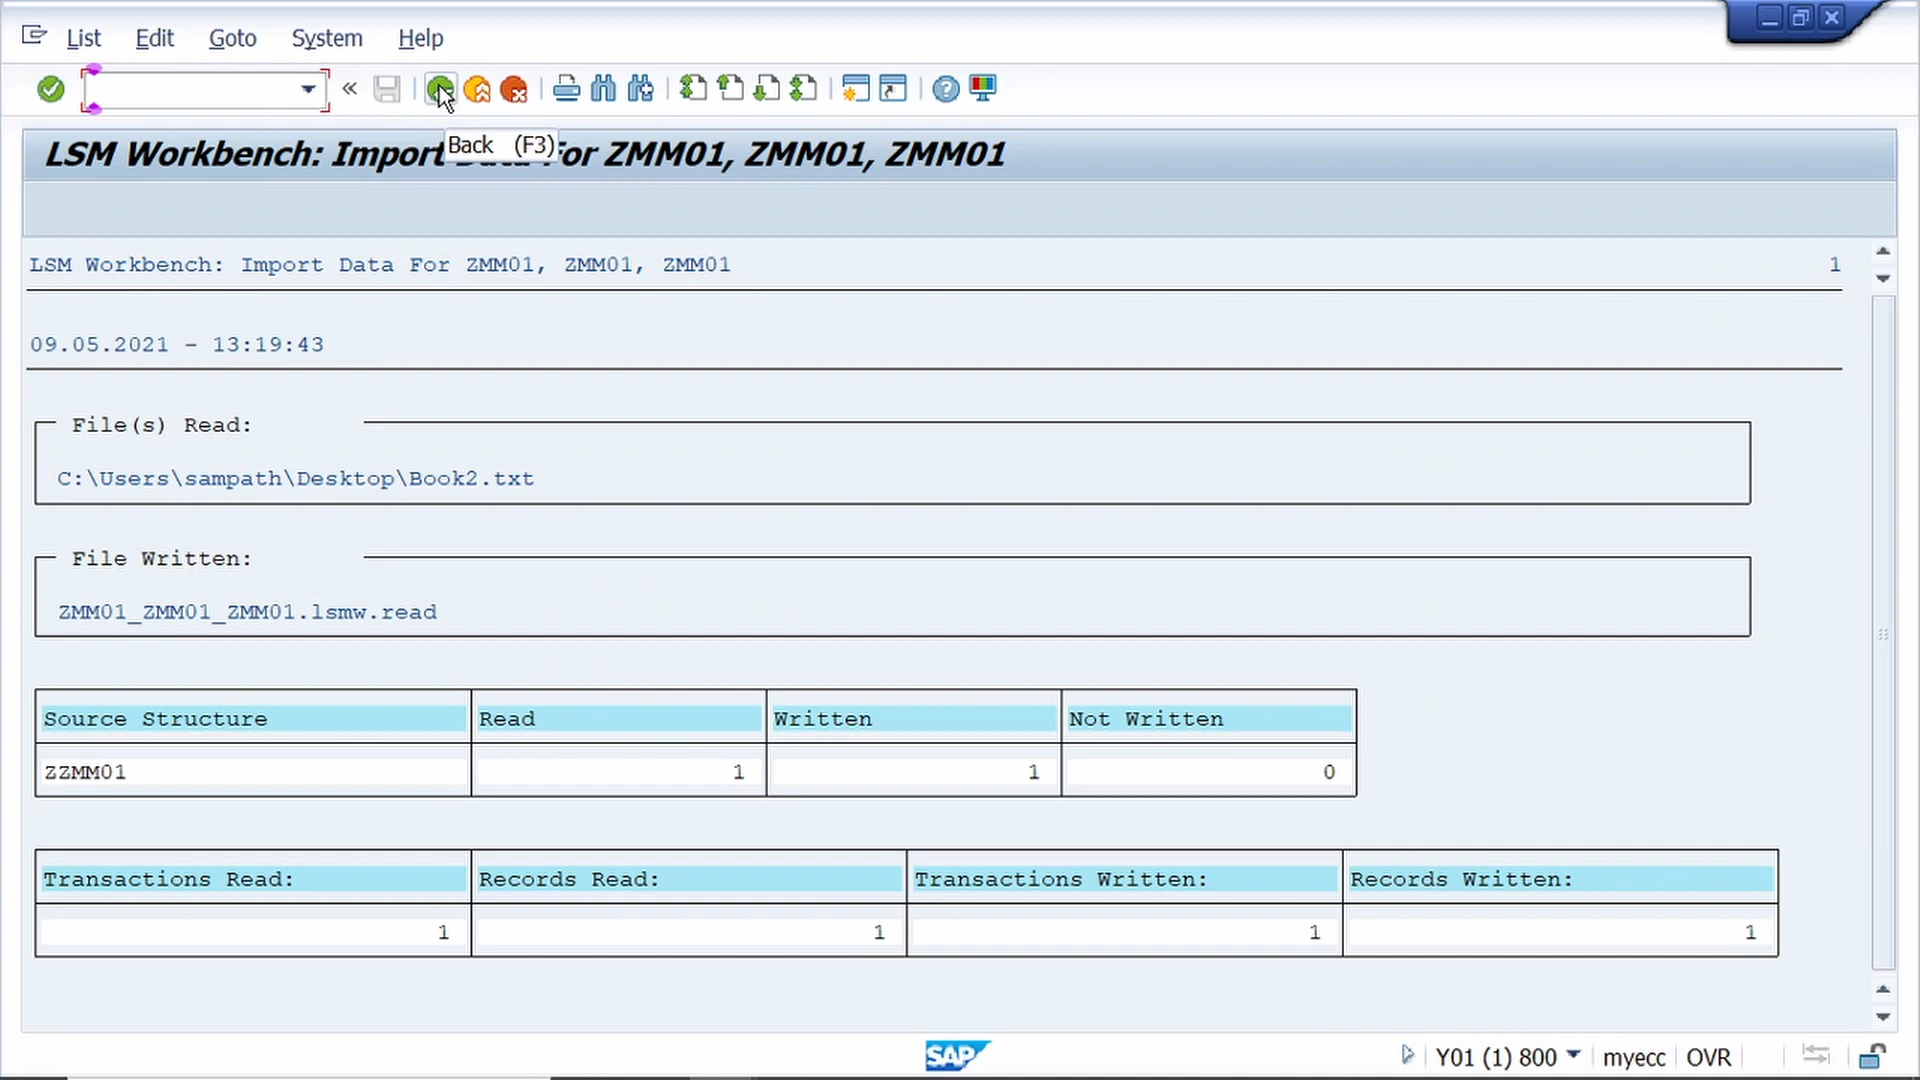 List Edit Goto System Help
Back (F3)
LSM Workbench: Import For ZMM01, ZMM01, ZMM01
LSM Workbench: Import Data For ZMM01, ZMM01, ZMM01 1
09.05.2021 - 13:19:43
File(s) Read:
C:\Users\sampath\Desktop\Book2.txt
File Written:
ZMM01_ZMM01_ZMM01.lsmw.read
Source Structure Read Written Not Written
ZZMM01 1 1 0
Transactions Read: Records Read: Transactions Written: Records Written:
1 1 1 1
SAP Y01 (1) 800 myecc OVR